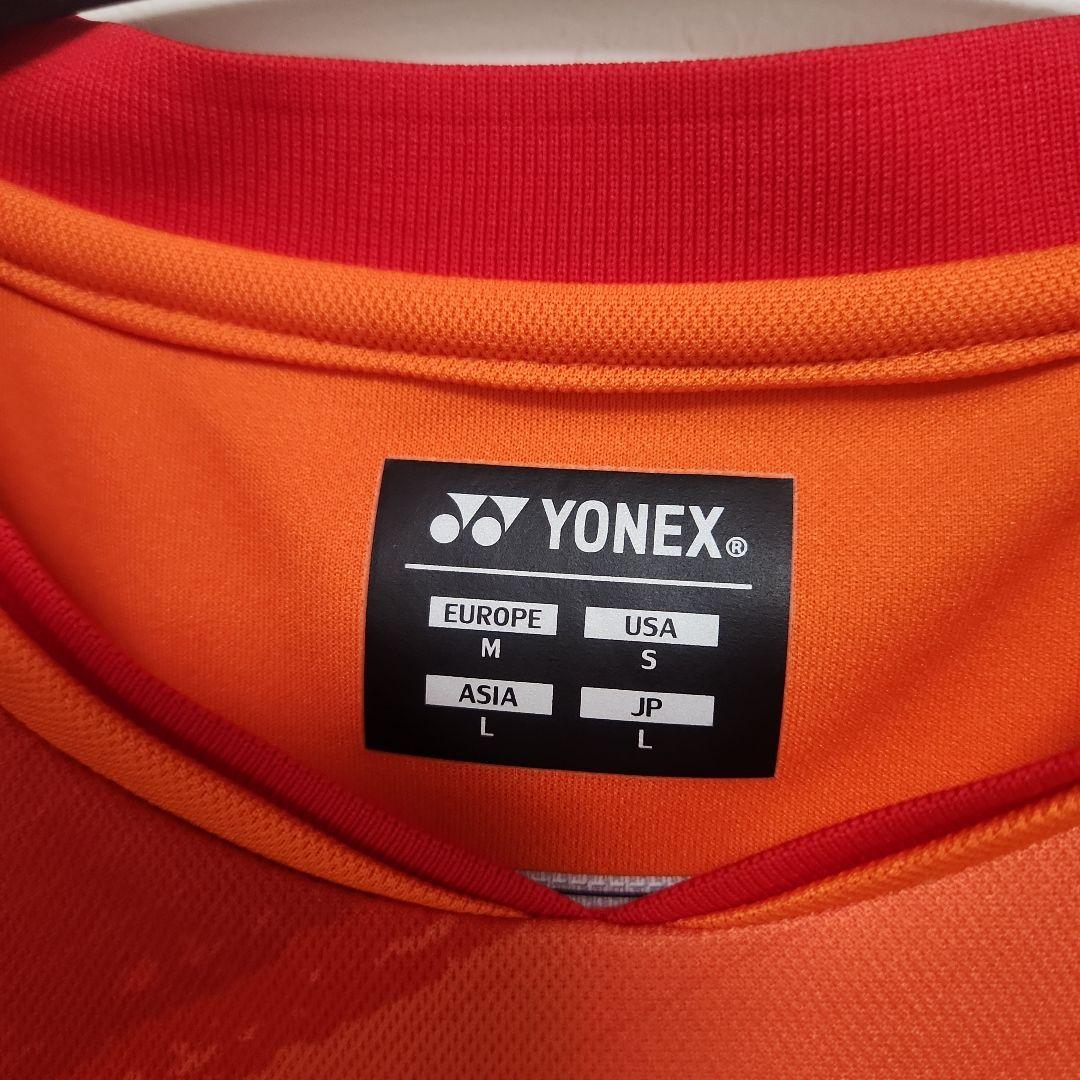 YONEX®
EUROPE USA
M S
ASIA JP
L L